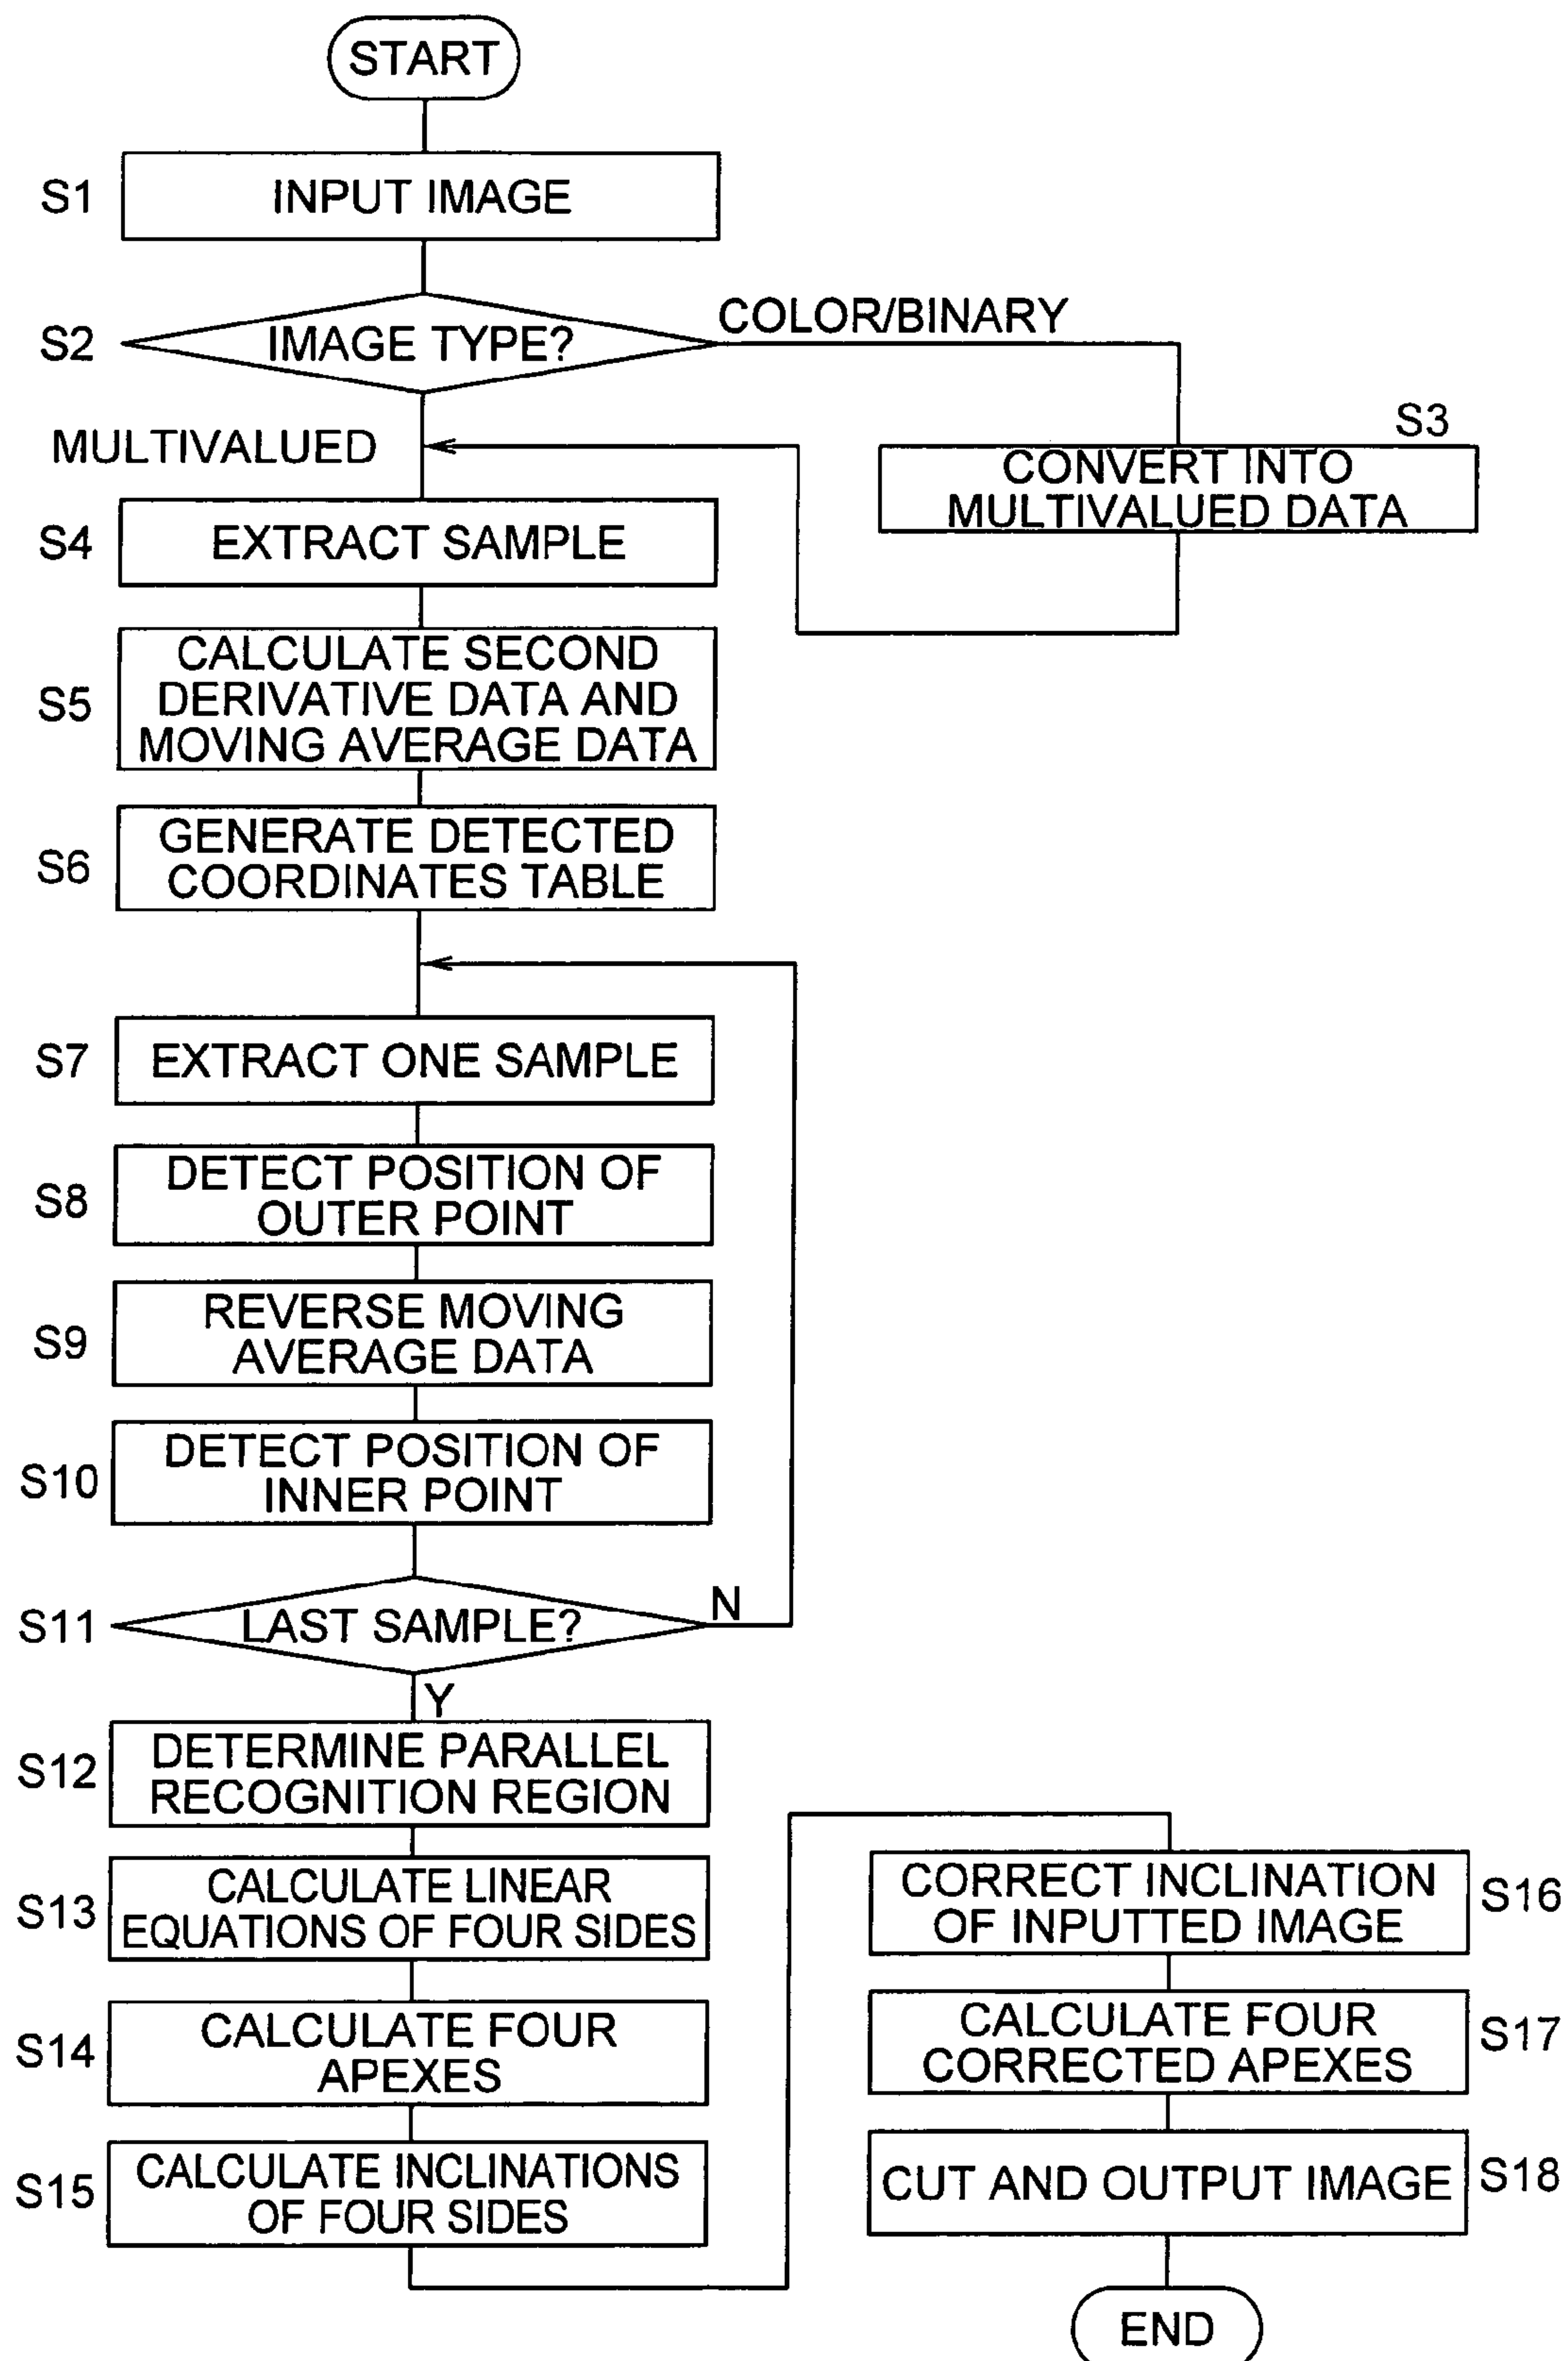 START
S1
INPUT IMAGE
S2
IMAGE TYPE?
COLOR/BINARY
MULTIVALUED
S3
CONVERT INTO
MULTIVALUED DATA
S4
EXTRACT SAMPLE
S5
CALCULATE SECOND
DERIVATIVE DATA AND
MOVING AVERAGE DATA
S6
GENERATE DETECTED
COORDINATES TABLE
S7
EXTRACT ONE SAMPLE
S8
DETECT POSITION OF
OUTER POINT
S9
REVERSE MOVING
AVERAGE DATA
S10
DETECT POSITION OF
INNER POINT
S11
LAST SAMPLE?
N
Y
S12
DETERMINE PARALLEL
RECOGNITION REGION
S13
CALCULATE LINEAR
EQUATIONS OF FOUR SIDES
S14
CALCULATE FOUR
APEXES
S15
CALCULATE INCLINATIONS
OF FOUR SIDES
CORRECT INCLINATION
OF INPUTTED IMAGE
S16
CALCULATE FOUR
CORRECTED APEXES
S17
CUT AND OUTPUT IMAGE
S18
END